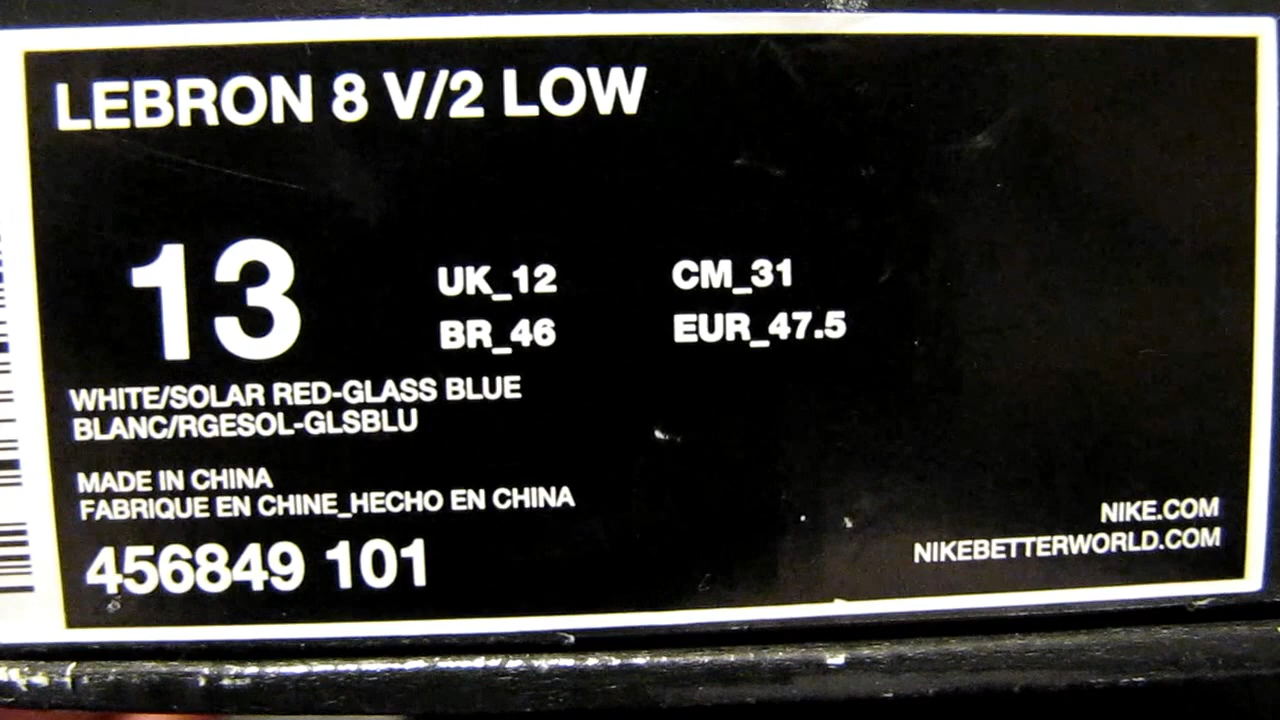 LEBRON 8 V/2 LOW
13
UK_12 CM_31
BR_46 EUR_47.5
WHITE/SOLAR RED-GLASS BLUE
BLANC/RGESOL-GLSBLU
MADE IN CHINA
FABRIQUE EN CHINE_HECHO EN CHINA
456849 101
NIKE.COM
NIKEBETTERWORLD.COM